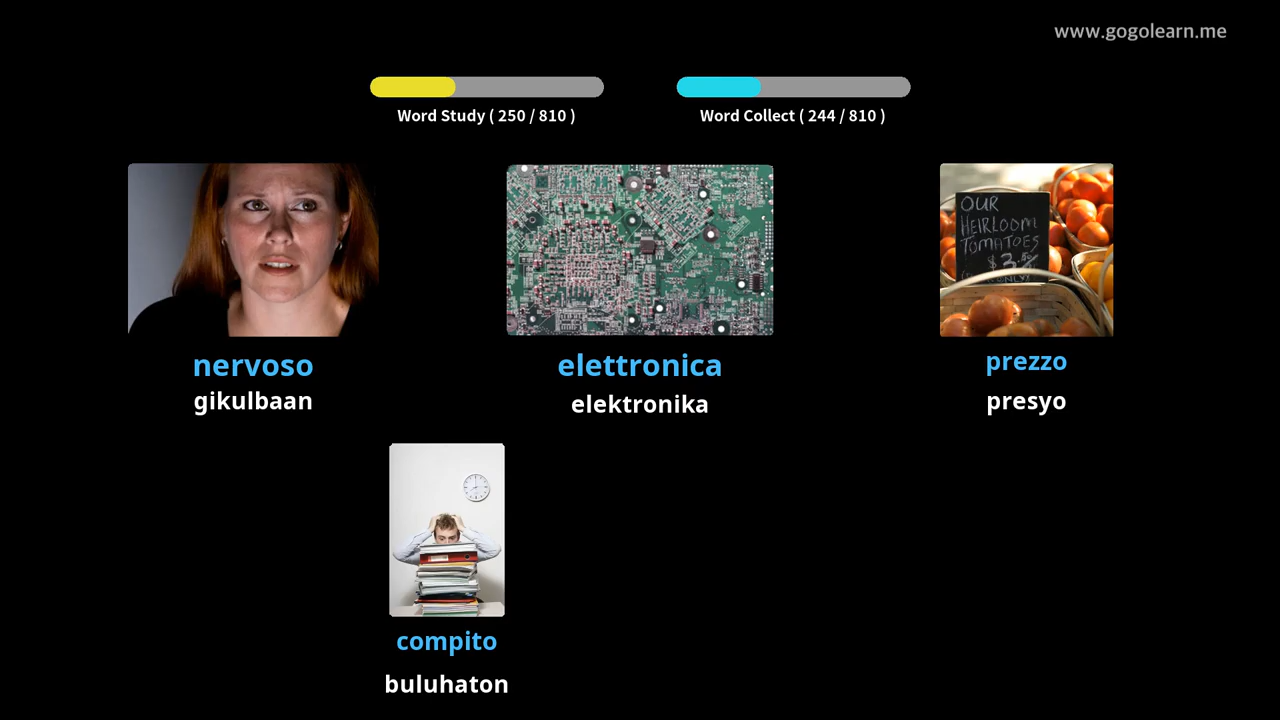 www.gogolearn.me
Word Study ( 250 / 810 )
Word Collect ( 244 / 810 )
OUR
HEIRLOOM
TOMATOES
nervoso
gikulbaan
elettronica
elektronika
prezzo
presyo
compito
buluhaton